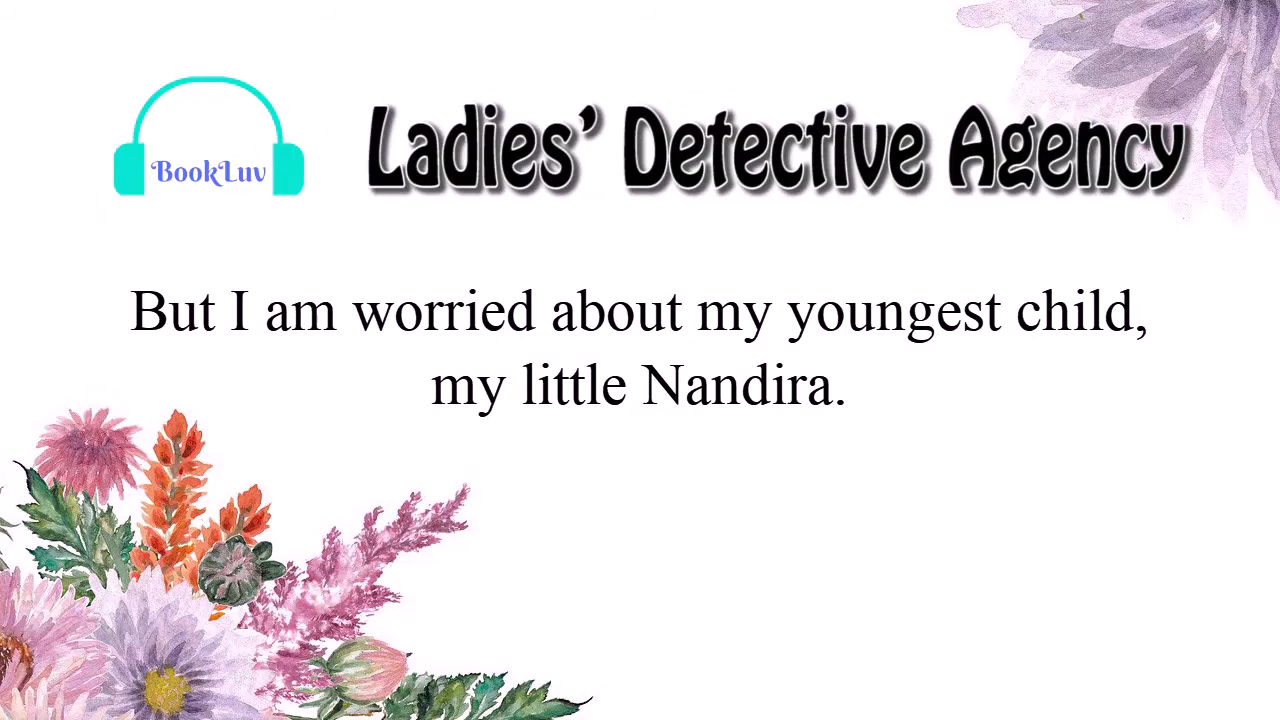 BookLuv
Ladies’ Detective Agency
But I am worried about my youngest child,
my little Nandira.